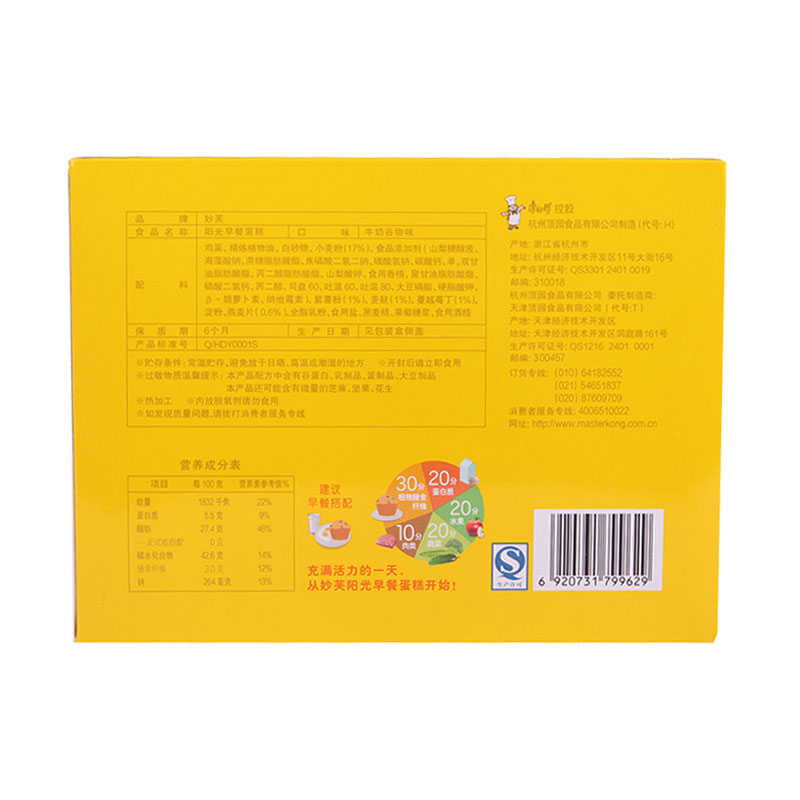 品 牌 妙芙
食品名称 阳光早餐蛋糕 口 味 牛奶谷物味
配 料
鸡蛋、精炼植物油、白砂糖、小麦粉(17%)、食品添加剂(山梨糖醇液、
海藻酸钠、蔗糖脂肪酸酯、焦磷酸二氢二钠、碳酸氢钠、碳酸钙、单,双甘
油脂肪酸酯、丙二醇脂肪酸酯、山梨酸钾、食用香精、聚甘油脂肪酸酯、
磷酸二氢钙、丙二醇、司盘60、吐温60、吐温80、大豆磷脂、硬脂酸钾、
β-胡萝卜素、纳他霉素)、紫薯粉(1%)、麦麸(1%)、蔓越莓丁(1%)、
淀粉、燕麦片(0.6%)、全脂乳粉、食用盐、黑麦精、果葡糖浆、食用酒精
保 质 期 6个月 生产日期 见包装盒侧盖
产品标准号 Q/HDY0001S
※贮存条件:常温贮存,避免放于日晒、高温或潮湿的地方 ※开封后请立即食用
※过敏物质温馨提示:本产品配方中含有谷蛋白、乳制品、蛋制品、大豆制品
本产品还可能含有微量的芝麻、坚果、花生
※热加工 ※内放脱氧剂请勿食用
※如发现质量问题,请拨打消费者服务专线
康师傅 控股
杭州顶园食品有限公司制造(代号:H)
产地:浙江省杭州市
地址:杭州经济技术开发区11号大街16号
生产许可证号:QS3301 2401 0019
邮编:310018
杭州顶园食品有限公司 委托制造商:
天津顶园食品有限公司(代号:T)
产地:天津经济技术开发区
地址:天津经济技术开发区洞庭路161号
生产许可证号:QS1216 2401 0001
邮编:300457
订货专线: (010) 64182552
(021) 54651837
(020) 87609709
消费者服务专线:4006510022
网址:http://www.masterkong.com.cn
营养成分表
项目 每100克 营养素参考值%
能量 1832千焦 22%
蛋白质 5.5克 9%
脂肪 27.4克 46%
—反式脂肪酸 0克
碳水化合物 42.6克 14%
膳食纤维 3.0克 12%
钠 264毫克 13%
建议
早餐搭配
30分
粗桃膳食
纤维
20分
蛋白质
20分
水果
20分
蔬菜
10分
肉类
充满活力的一天,
从妙芙阳光早餐蛋糕开始!
QS
生产许可
6 920731 799629